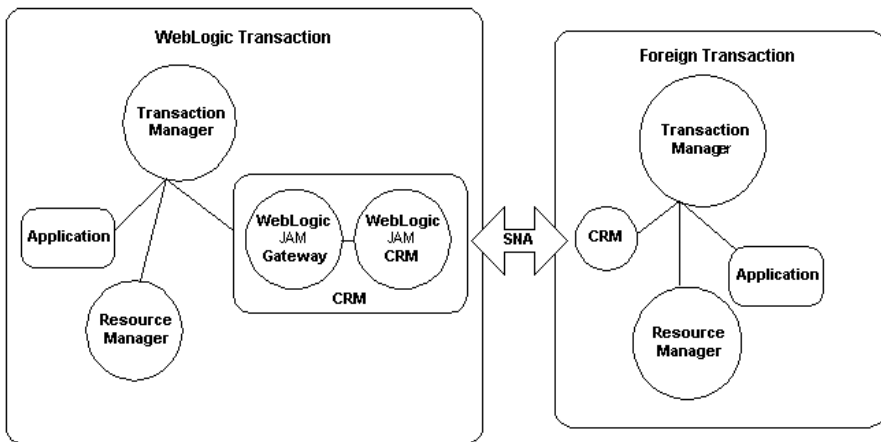 WebLogic Transaction
Transaction
Manager
Application
Resource
Manager
WebLogic
JAM
Gateway
WebLogic
JAM
CRM
CRM
SNA
Foreign Transaction
Transaction
Manager
CRM
Application
Resource
Manager